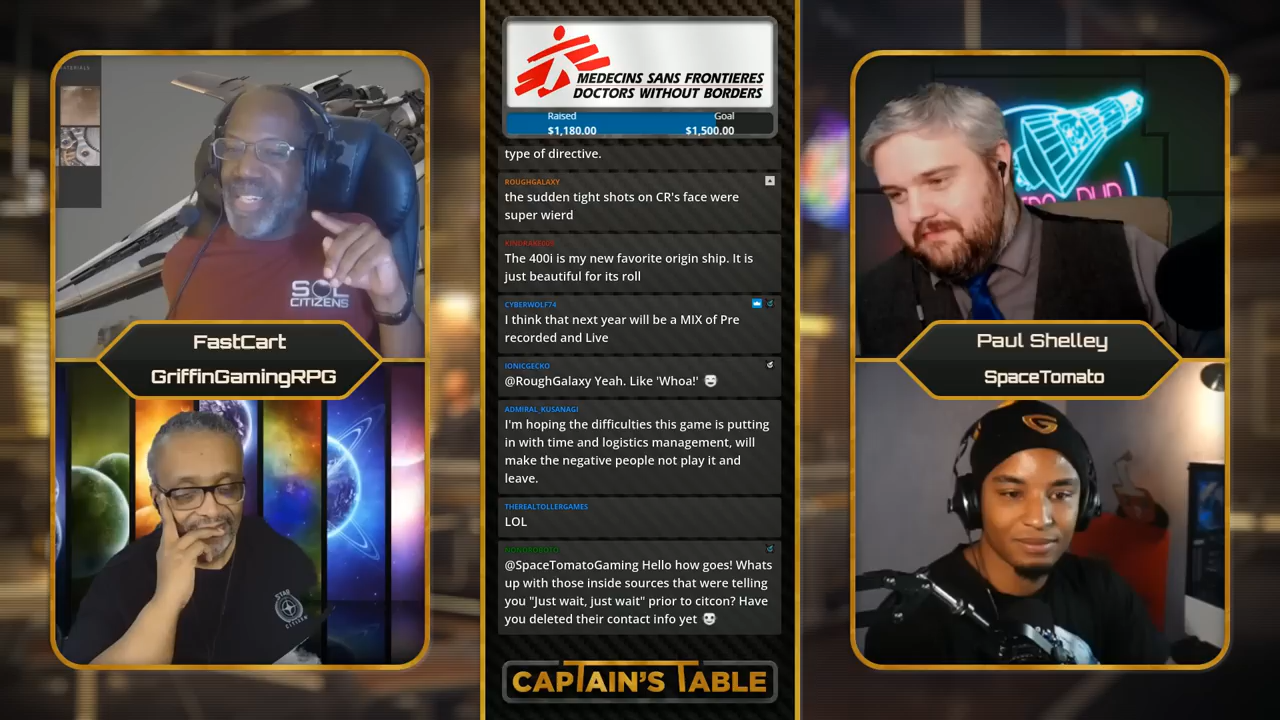 MATERIALS
SOL
CITIZENS
FastCart
GriffinGamingRPG
STAR
CITIZEN
MEDECINS SANS FRONTIERES
DOCTORS WITHOUT BORDERS
Raised
Goal
$1,180.00
$1,500.00
type of directive.
ROUGHGALAXY
the sudden tight shots on CR's face were
super wierd
The 400i is my new favorite origin ship. It is
just beautiful for its roll
CYBERWOLF74
I think that next year will be a MIX of Pre
recorded and Live
IONICGECKO
@RoughGalaxy Yeah. Like 'Whoa!'
ADMIRAL_KUSANAGI
I'm hoping the difficulties this game is putting
in with time and logistics management, will
make the negative people not play it and
leave.
THEREALTOLLERGAMES
LOL
@SpaceTomatoGaming Hello how goes! Whats
up with those inside sources that were telling
you "Just wait, just wait" prior to citcon? Have
you deleted their contact info yet
CAPTAIN'S TABLE
Paul Shelley
SpaceTomato
G